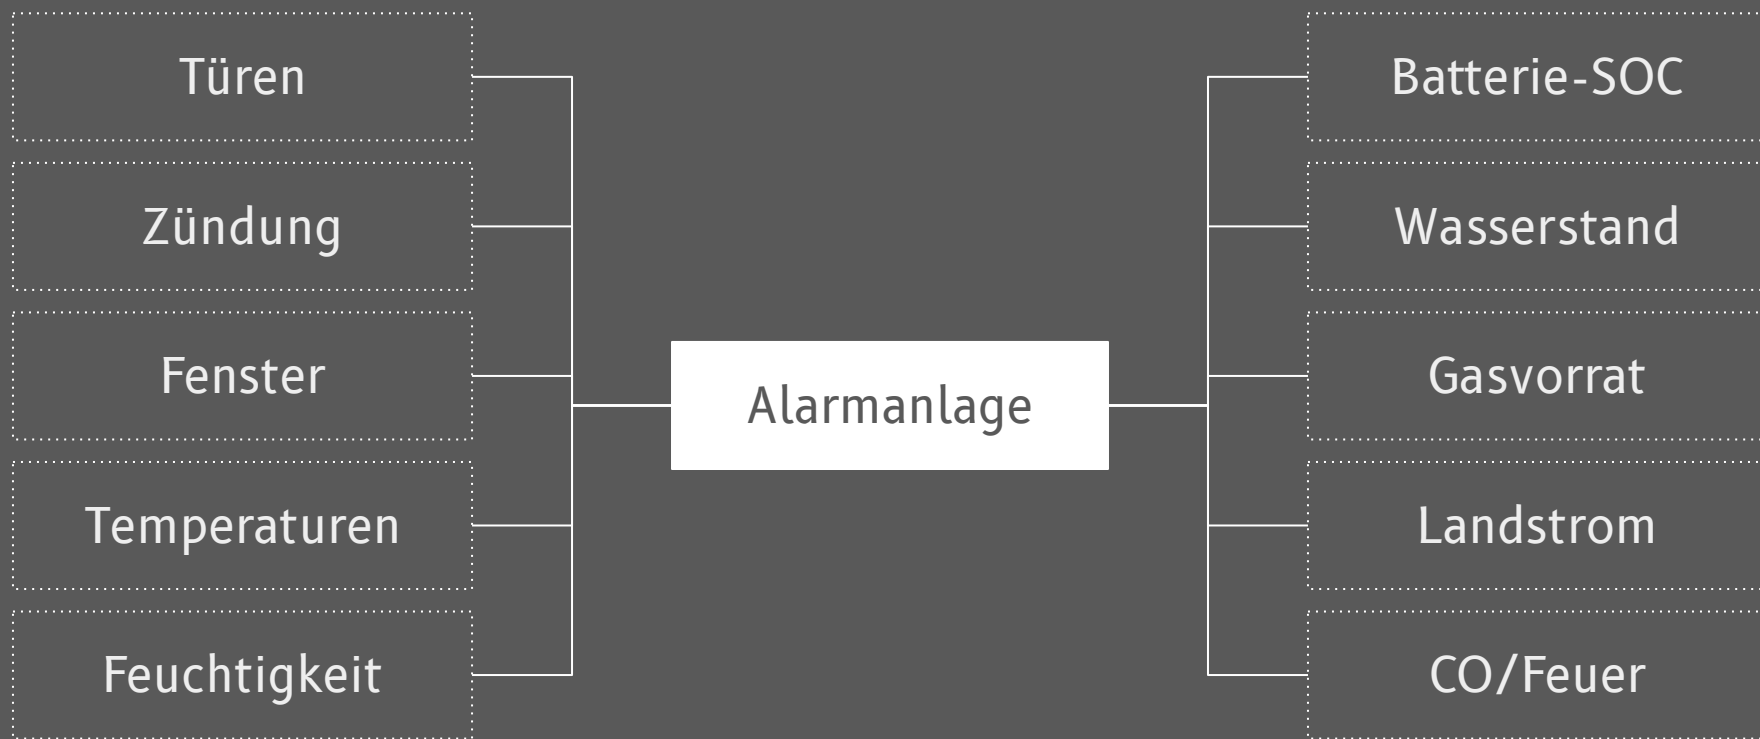 Türen
Zündung
Fenster
Temperaturen
Feuchtigkeit
Alarmanlage
Batterie-SOC
Wasserstand
Gasvorrat
Landstrom
CO/Feuer